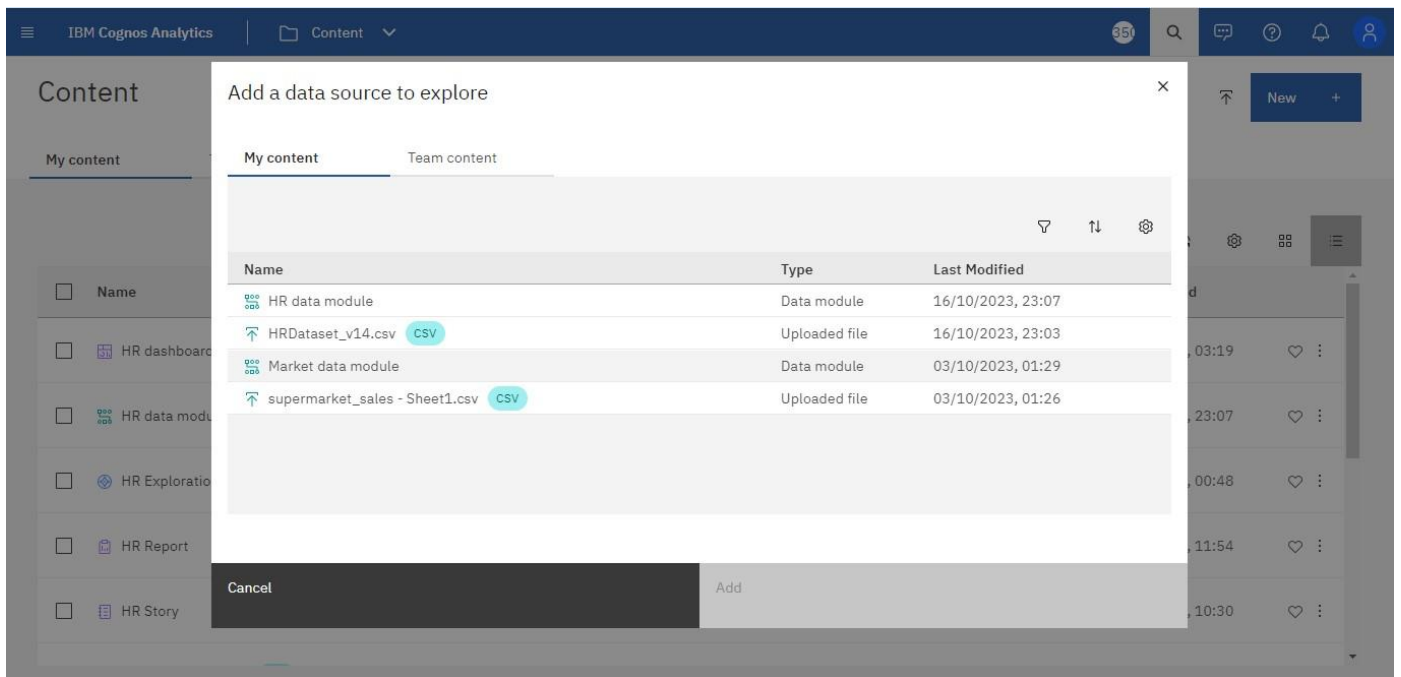 IBM Cognos Analytics
Content
350
Content
New +
My content
Add a data source to explore
My content
Team content
Name
Type
Last Modified
HR data module
Data module
16/10/2023, 23:07
HRDataset_v14.csv
CSV
Uploaded file
16/10/2023, 23:03
Market data module
Data module
03/10/2023, 01:29
supermarket_sales - Sheet1.csv
CSV
Uploaded file
03/10/2023, 01:26
Cancel
Add
Name
d
HR dashboard
, 03:19
HR data modu
, 23:07
HR Exploratio
, 00:48
HR Report
, 11:54
HR Story
, 10:30